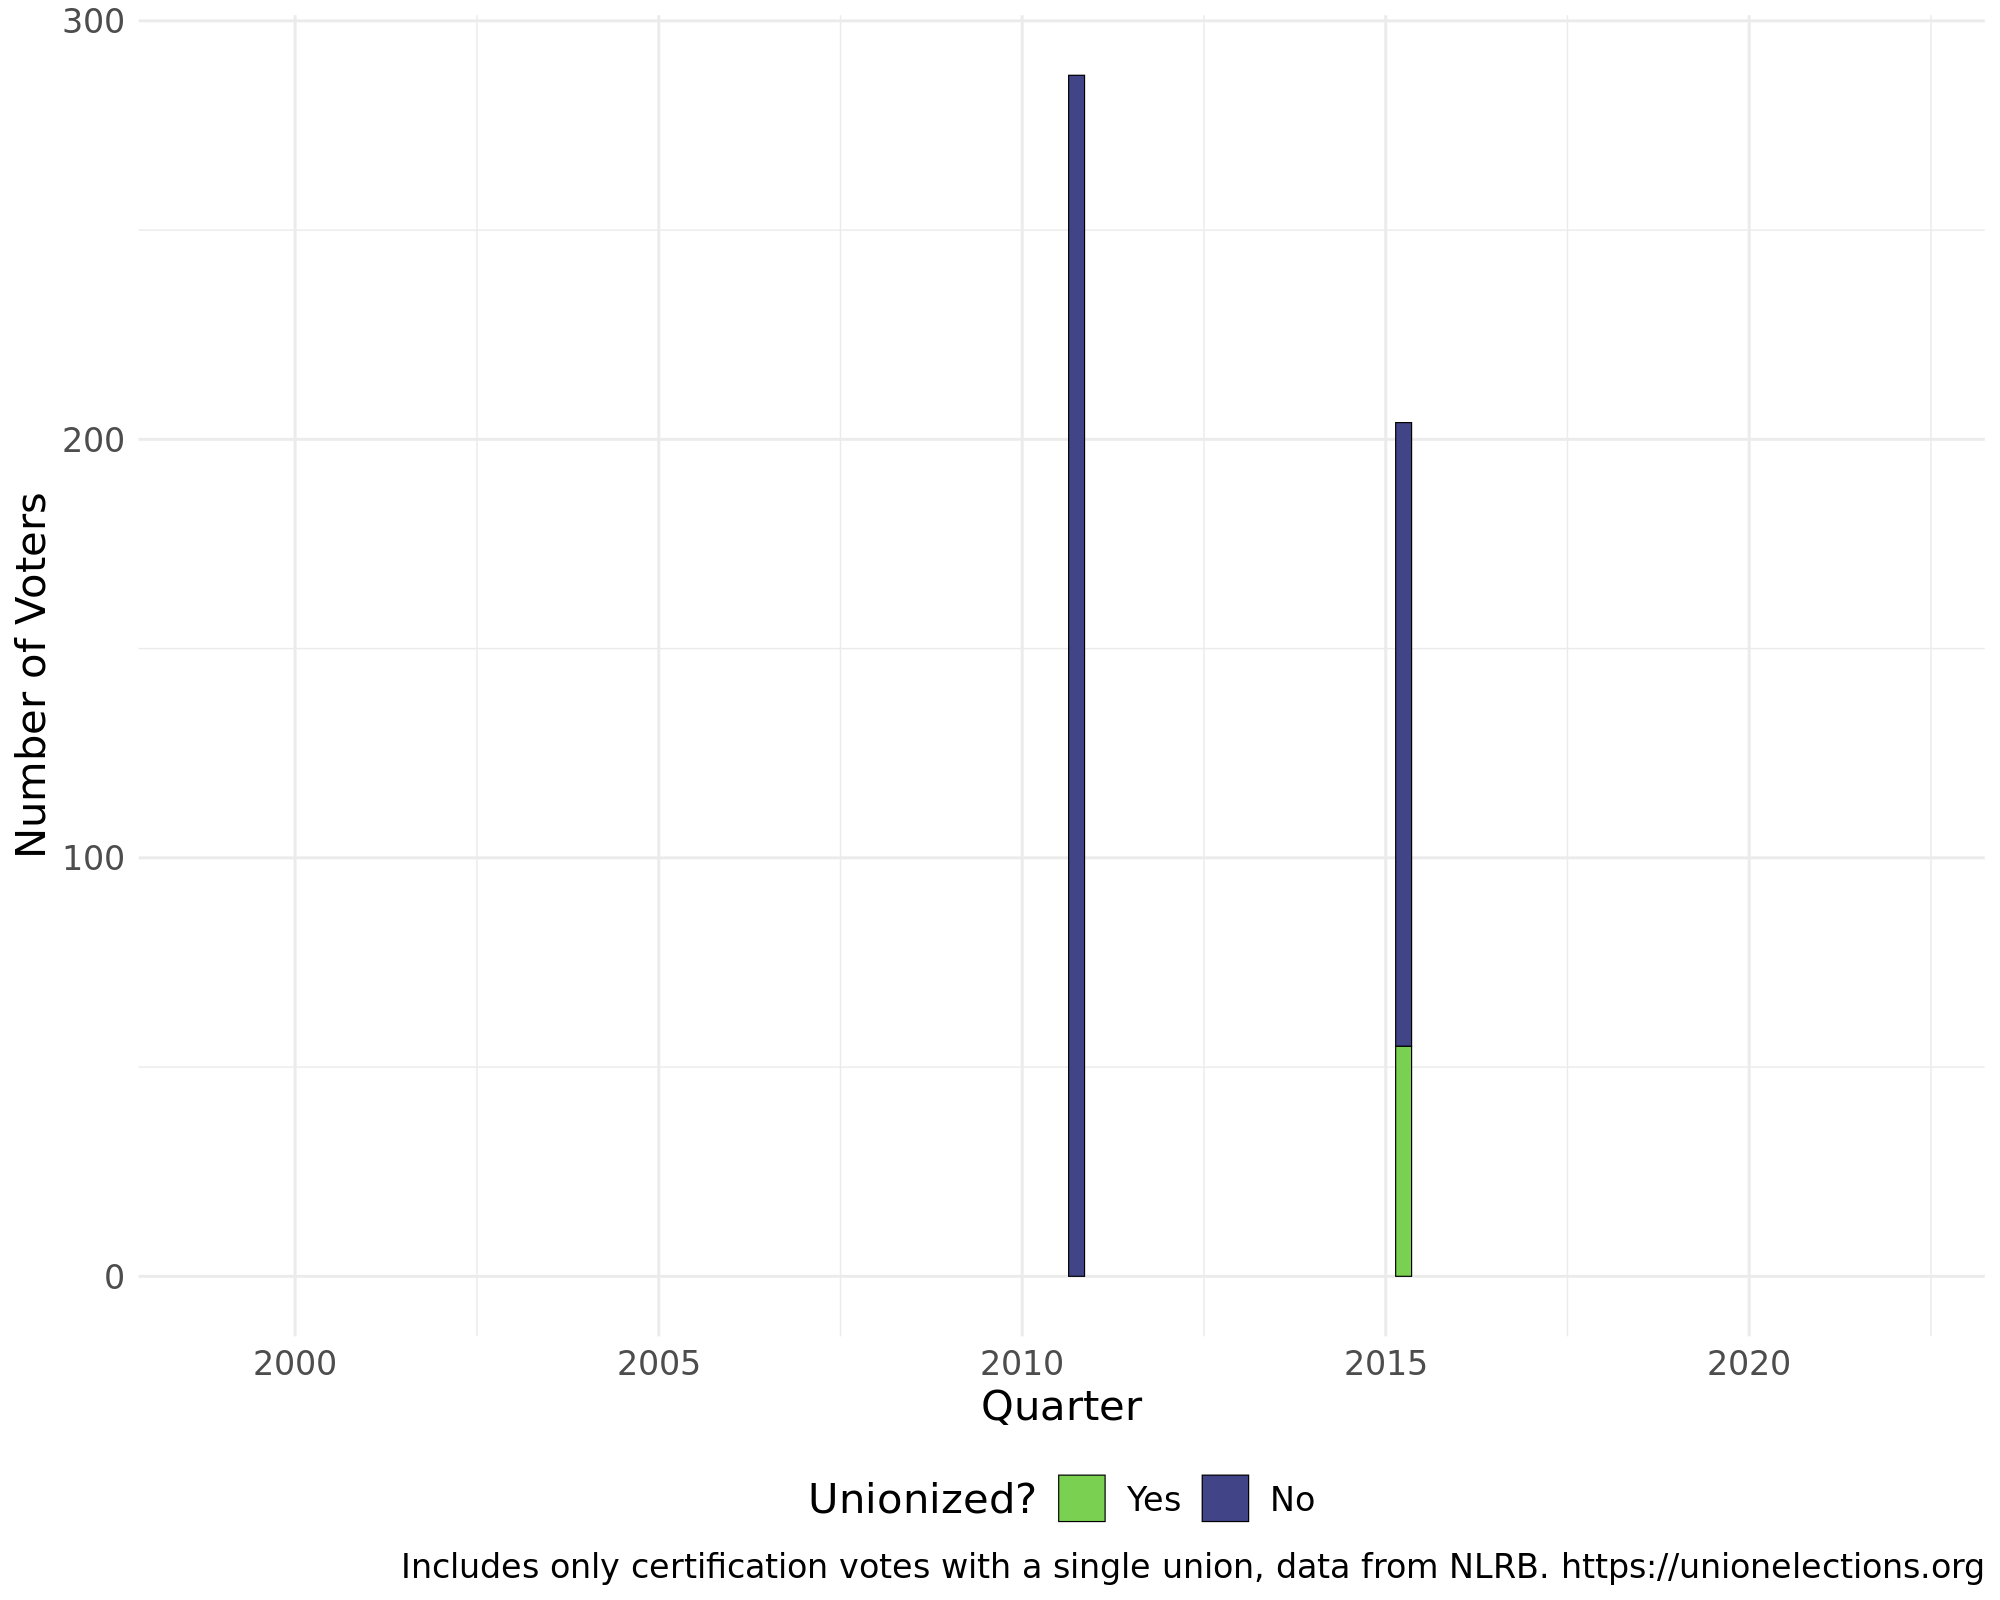 300
200
100
0
Number of Voters
2000 2005 2010 2015 2020
Quarter
Unionized? Yes No
Includes only certification votes with a single union, data from NLRB. https://unionelections.org